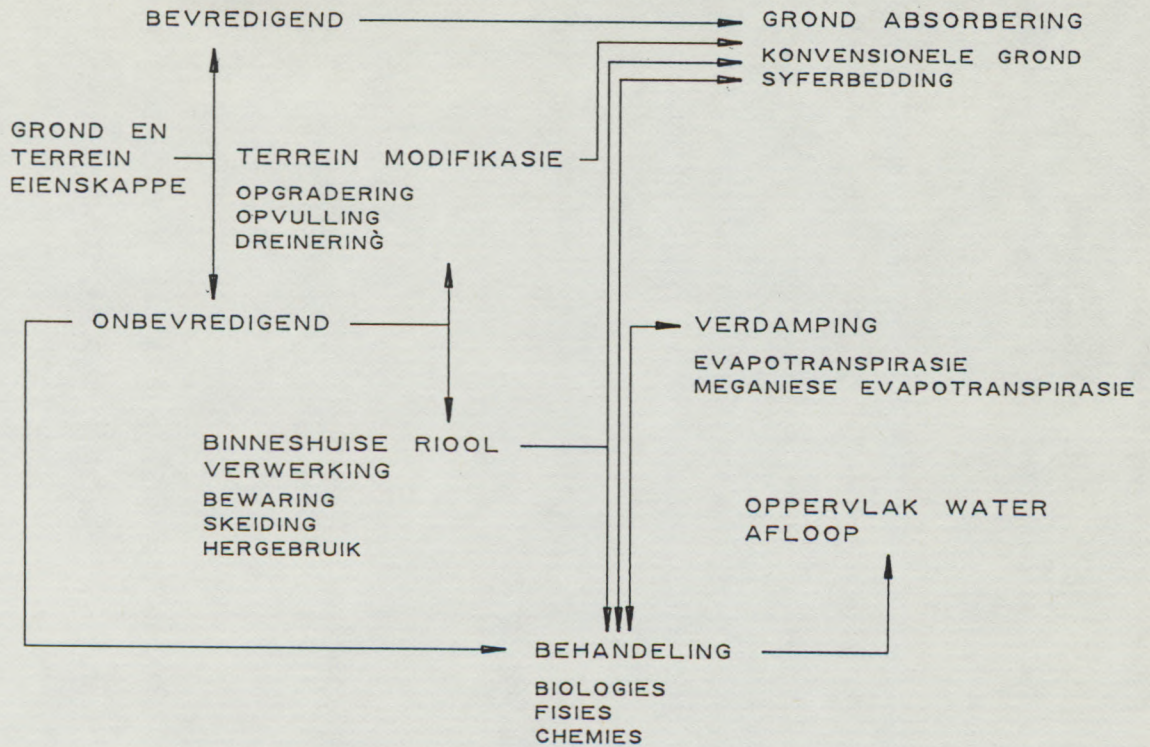 BEVREDIGEND
GROND ABSORBERING
KONVENSIONELE GROND
SYFERBEDDING
GROND EN
TERREIN
EIENSKAPPE
TERREIN MODIFIKASIE
OPGRADERING
OPVULLING
DREINERING
ONBEVREDIGEND
VERDAMPING
EVAPOTRANSPIRASIE
MEGANIESE EVAPOTRANSPIRASIE
BINNESHUISE RIOOL
VERWERKING
BEWARING
SKEIDING
HERGEBRUIK
OPPERVLAK WATER
AFLOOP
BEHANDELING
BIOLOGIES
FISIES
CHEMIES